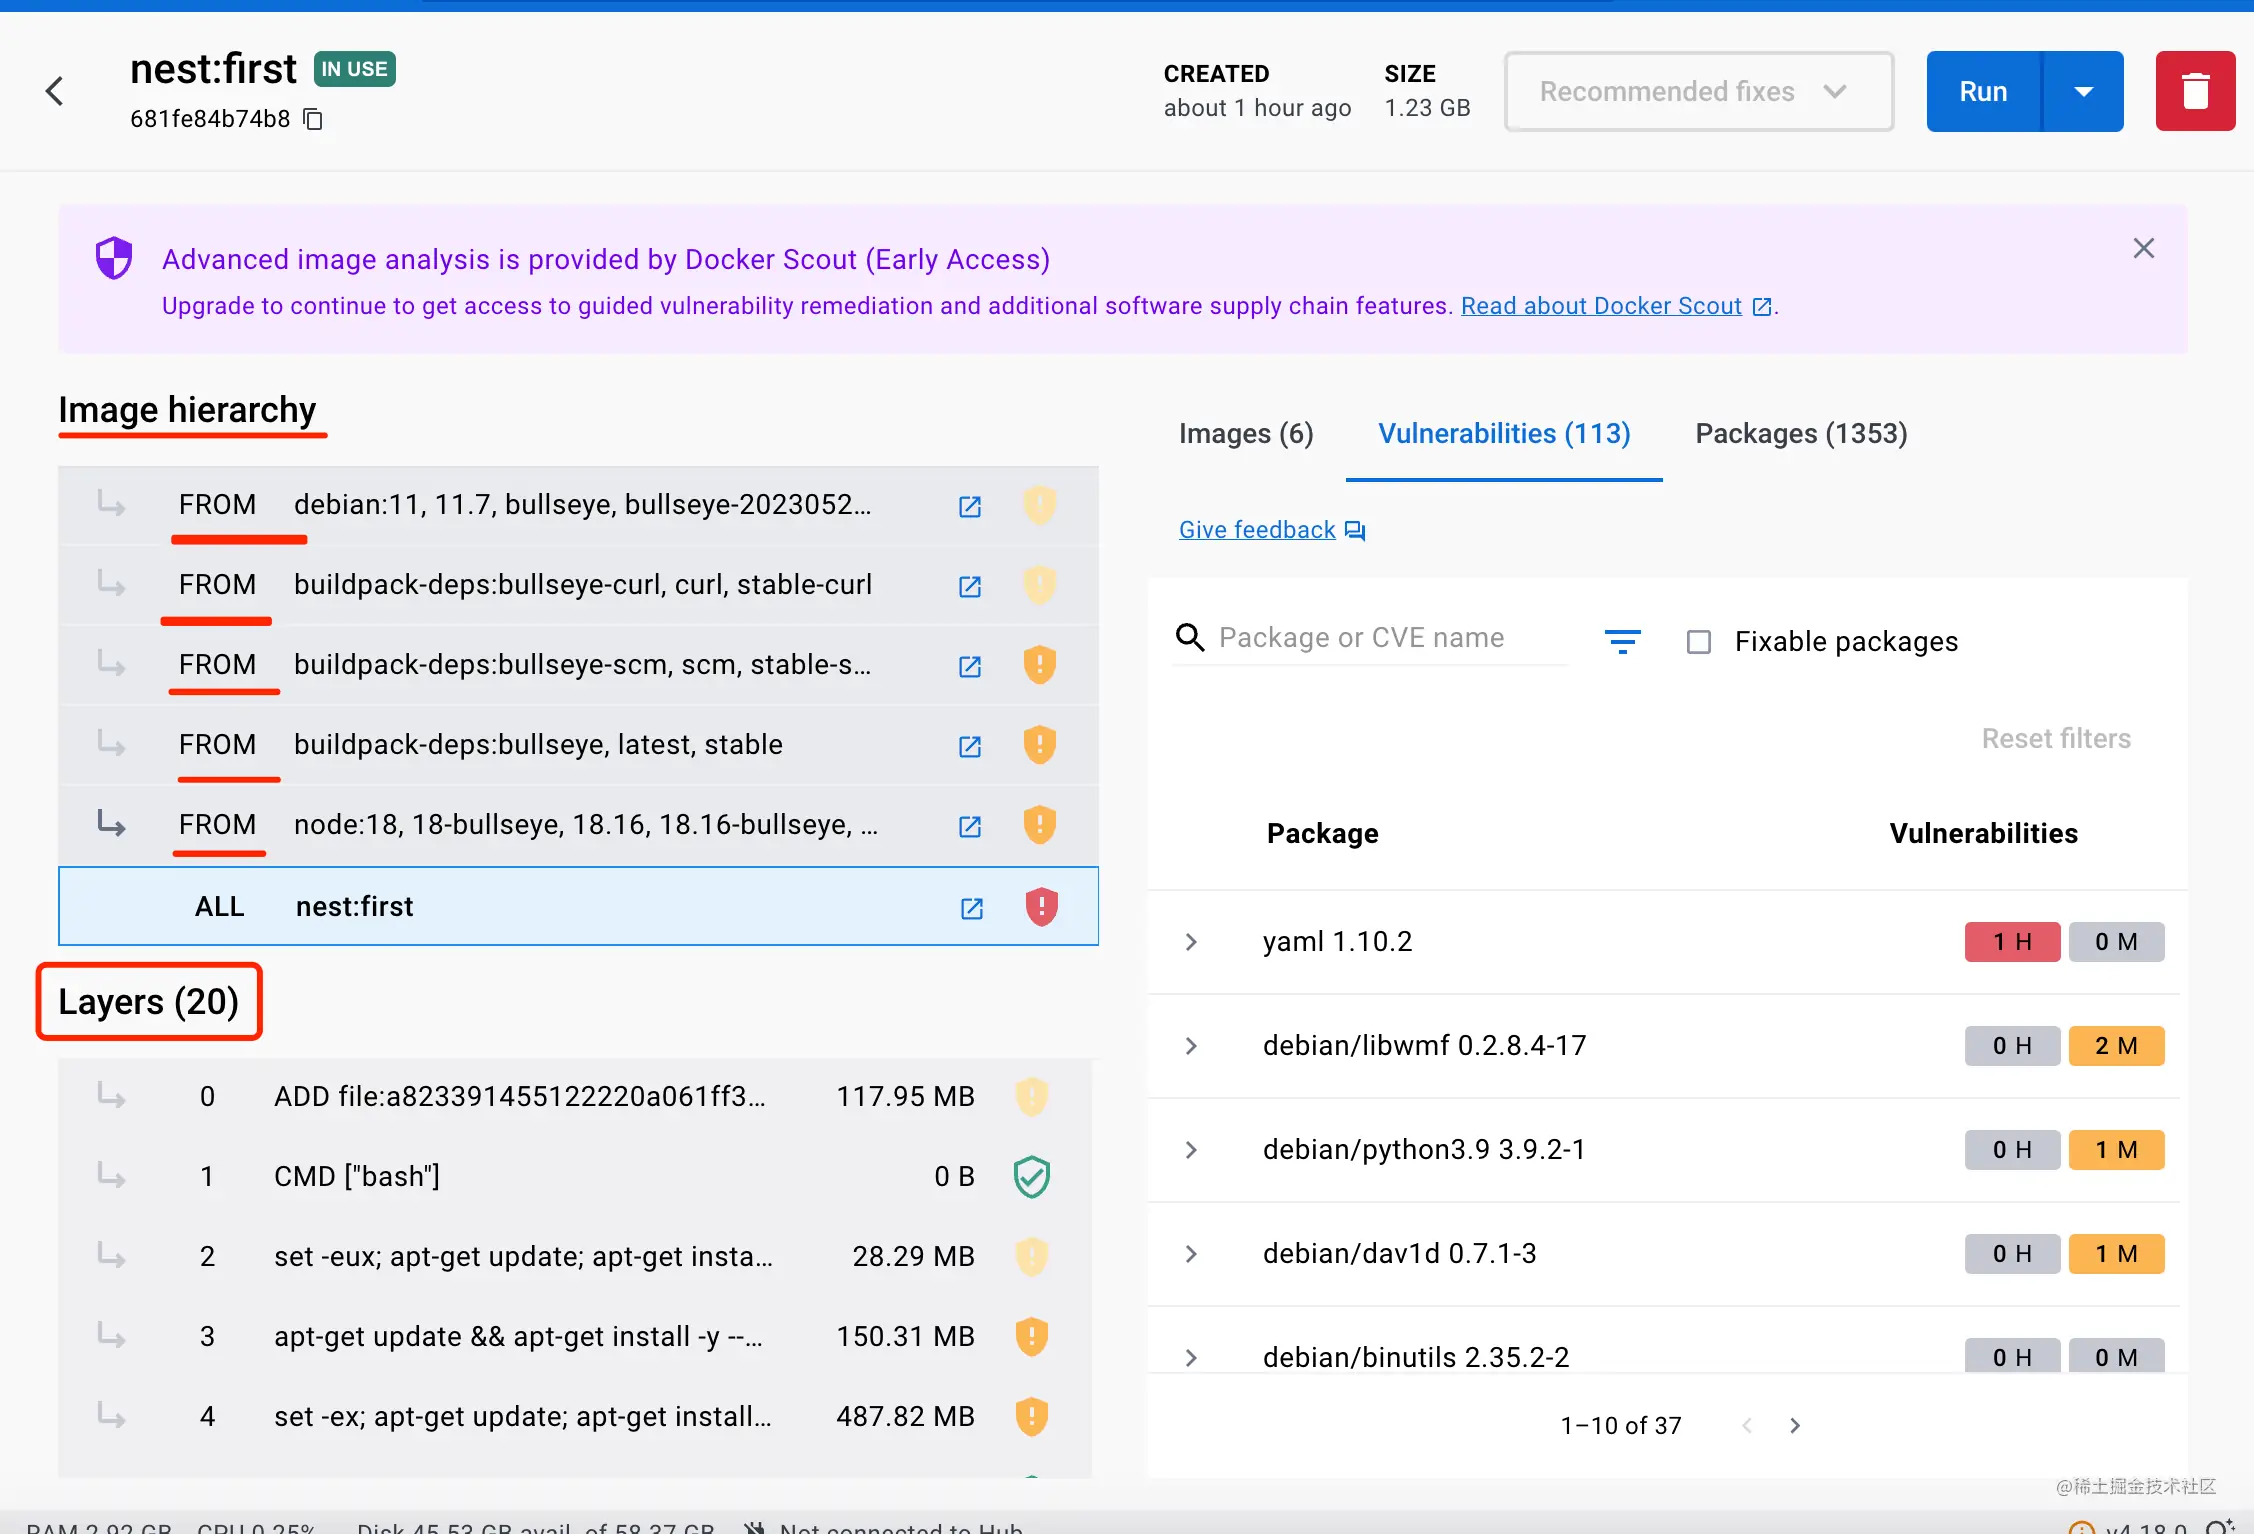 nest:first IN USE
681fe84b74b8
CREATED
about 1 hour ago
SIZE
1.23 GB
Recommended fixes
Run
Advanced image analysis is provided by Docker Scout (Early Access)
Upgrade to continue to get access to guided vulnerability remediation and additional software supply chain features. Read about Docker Scout.
Image hierarchy
FROM debian:11, 11.7, bullseye, bullseye-2023052...
FROM buildpack-deps:bullseye-curl, curl, stable-curl
FROM buildpack-deps:bullseye-scm, scm, stable-s...
FROM buildpack-deps:bullseye, latest, stable
FROM node:18, 18-bullseye, 18.16, 18.16-bullseye, ...
ALL nest:first
Layers (20)
0 ADD file:a823391455122220a061ff3... 117.95 MB
1 CMD ["bash"] 0 B
2 set -eux; apt-get update; apt-get insta... 28.29 MB
3 apt-get update && apt-get install -y --... 150.31 MB
4 set -ex; apt-get update; apt-get install... 487.82 MB
Images (6) Vulnerabilities (113) Packages (1353)
Give feedback
Package or CVE name
Fixable packages
Reset filters
Package Vulnerabilities
yaml 1.10.2 1 H 0 M
debian/libwmf 0.2.8.4-17 0 H 2 M
debian/python3.9 3.9.2-1 0 H 1 M
debian/dav1d 0.7.1-3 0 H 1 M
debian/binutils 2.35.2-2 0 H 0 M
1–10 of 37
@稀土掘金技术社区
RAM 2.92 GB CPU 0.25% Disk 45.53 GB avail. of 58.37 GB Not connected to Hub v4.18.0